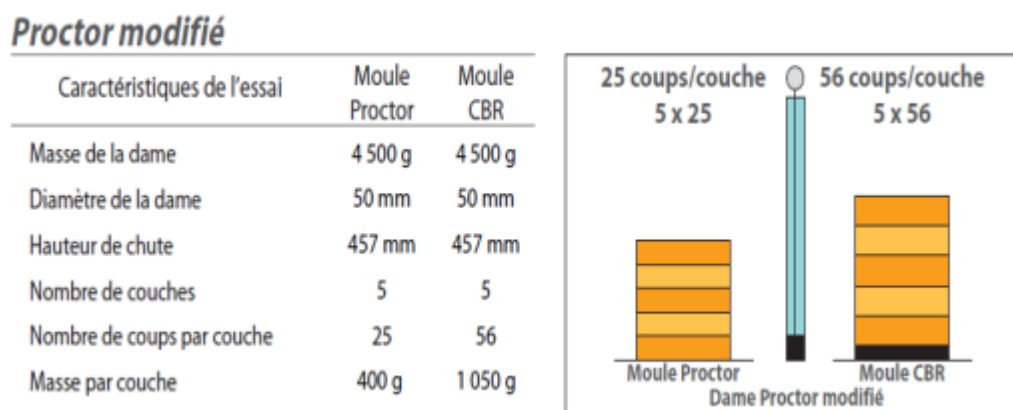 Proctor modifié
Caractéristiques de l'essai Moule Proctor Moule CBR
Masse de la dame 4 500 g 4 500 g
Diamètre de la dame 50 mm 50 mm
Hauteur de chute 457 mm 457 mm
Nombre de couches 5 5
Nombre de coups par couche 25 56
Masse par couche 400 g 1 050 g
25 coups/couche 56 coups/couche
5 x 25 5 x 56
Moule Proctor Moule CBR
Dame Proctor modifié